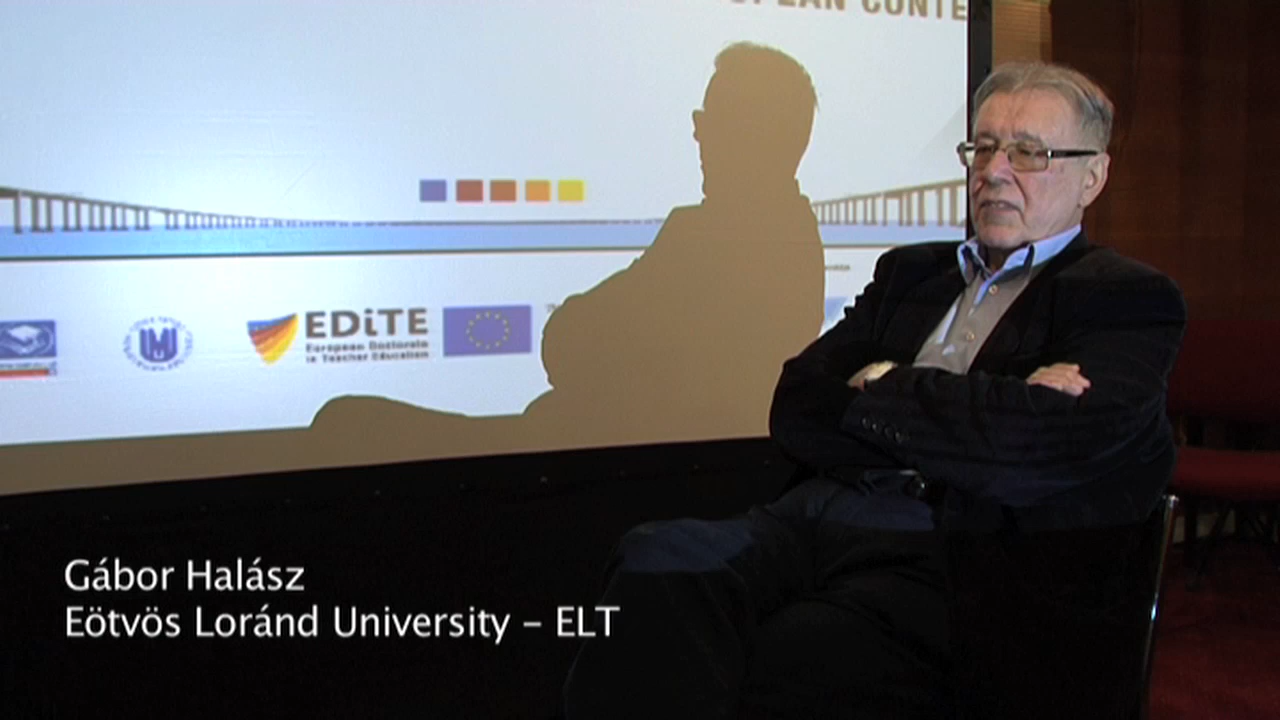 EAN CONTE
EDiTE
European Doctorate
in Teacher Education
Gábor Halász
Eötvös Loránd University – ELT